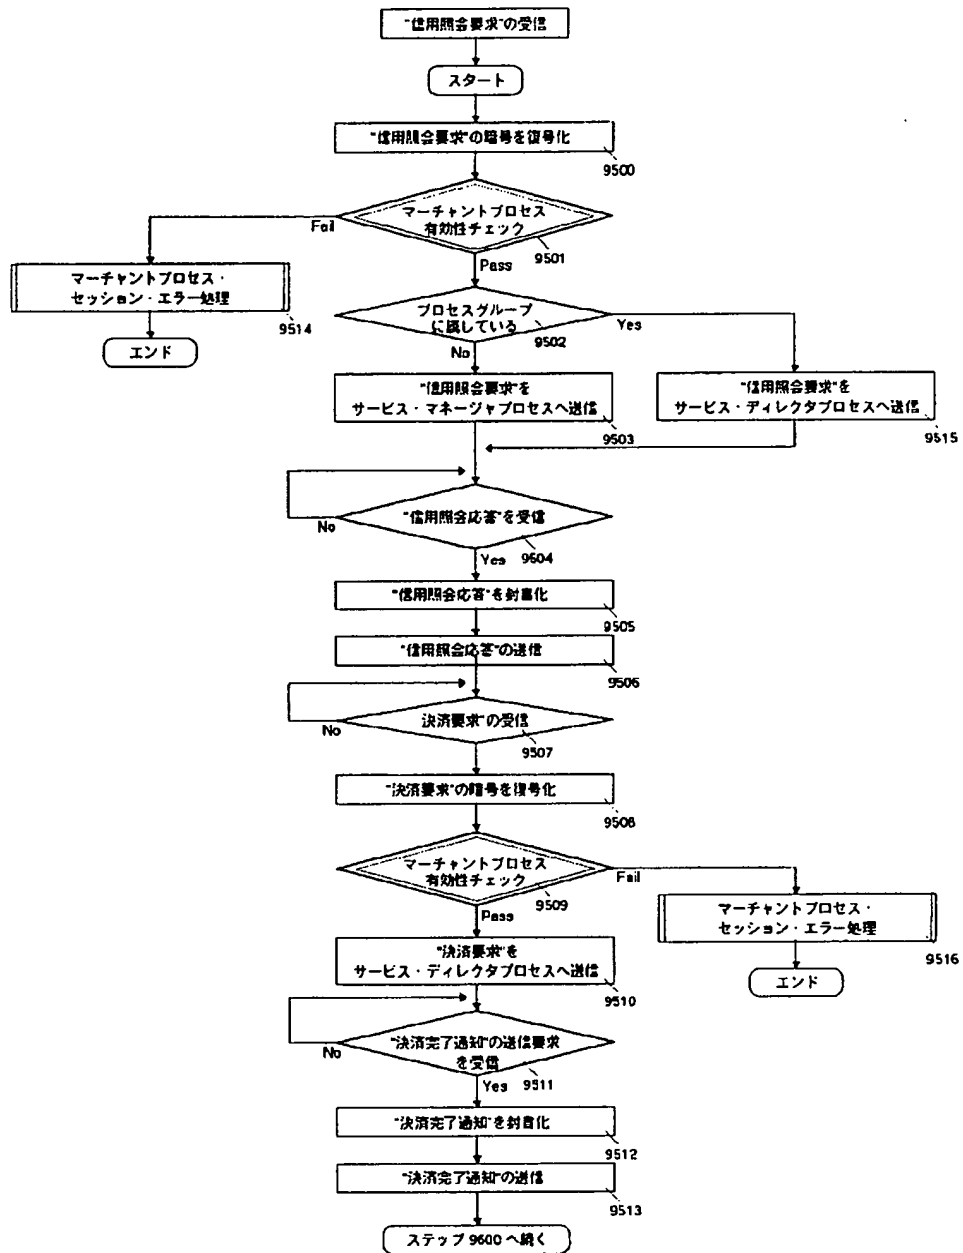 "信用照会要求"の受信
スタート
"信用照会要求"の暗号を復号化
9500
マーチャントプロセス
有効性チェック
9501
Fail
Pass
マーチャントプロセス・
セッション・エラー処理
9514
エンド
プロセスグループ
に属している
9502
Yes
No
"信用照会要求"を
サービス・マネージャプロセスへ送信
9503
"信用照会要求"を
サービス・ディレクタプロセスへ送信
9515
"信用照会応答"を受信
No
Yes
9504
"信用照会応答"を封書化
9505
"信用照会応答"の送信
9506
決済要求"の受信
No
9507
"決済要求"の暗号を復号化
9508
マーチャントプロセス
有効性チェック
9509
Fail
Pass
マーチャントプロセス・
セッション・エラー処理
9516
エンド
"決済要求"を
サービス・ディレクタプロセスへ送信
9510
"決済完了通知"の送信要求
を受信
No
Yes
9511
"決済完了通知"を封書化
9512
"決済完了通知"の送信
9513
ステップ 9600 へ続く